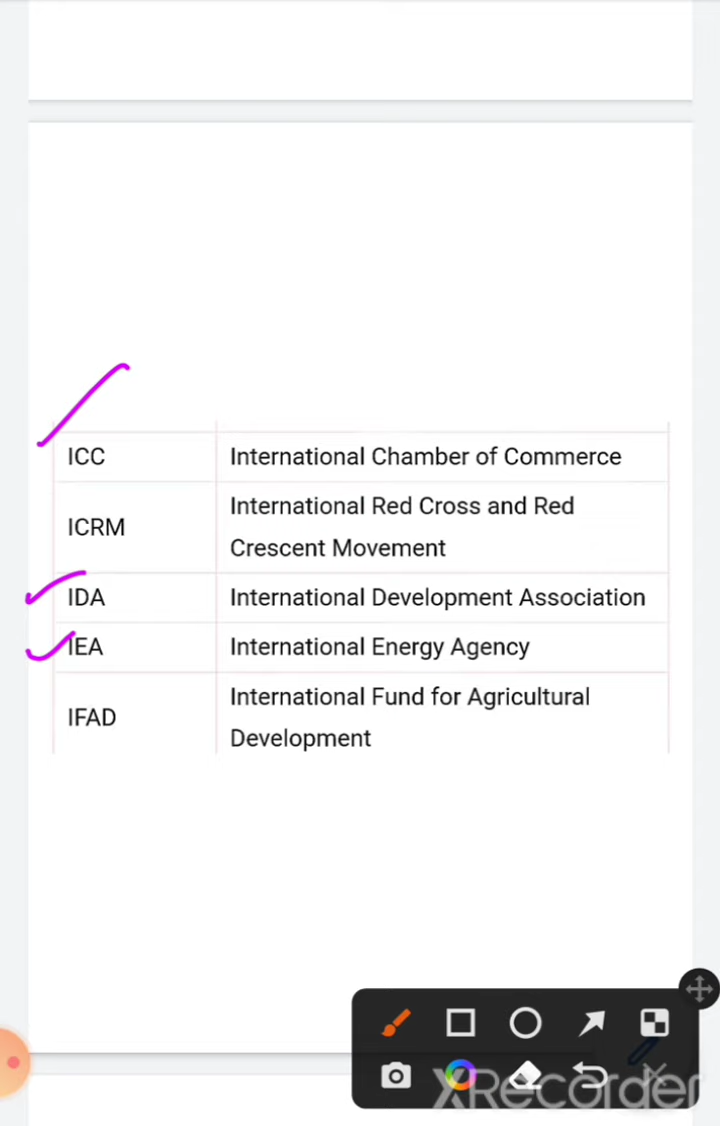 ICC International Chamber of Commerce
International Red Cross and Red
ICRM
Crescent Movement
IDA International Development Association
IEA International Energy Agency
International Fund for Agricultural
IFAD
Development
XRecorder